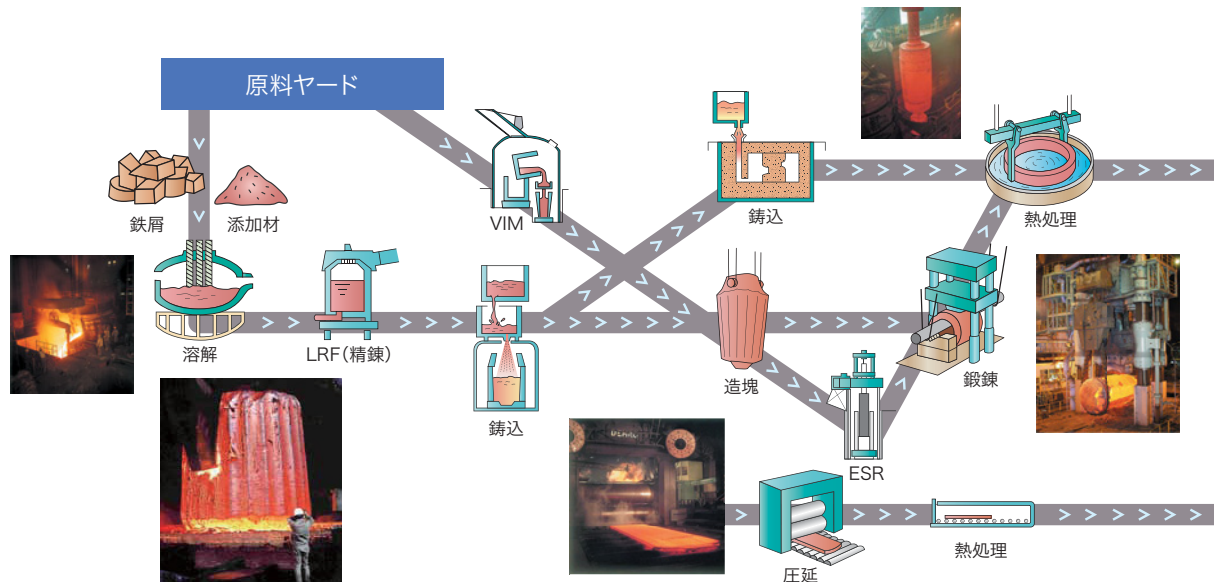 原料ヤード
鉄屑
添加材
VIM
鋳込
熱処理
溶解
LRF(精錬)
鋳込
造塊
鍛錬
ESR
圧延
熱処理